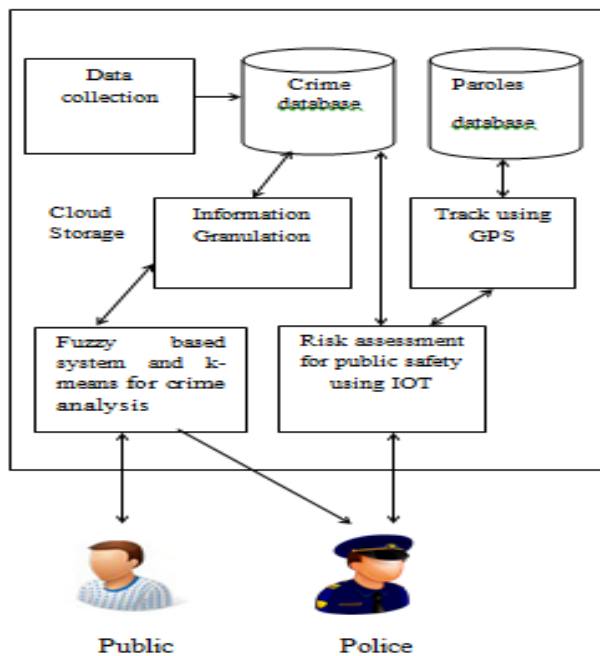 Data
collection
Crime
database
Paroles
database
Cloud
Storage
Information
Granulation
Track using
GPS
Fuzzy based
system and k-
means for crime
analysis
Risk assessment
for public safety
using IOT
Public
Police